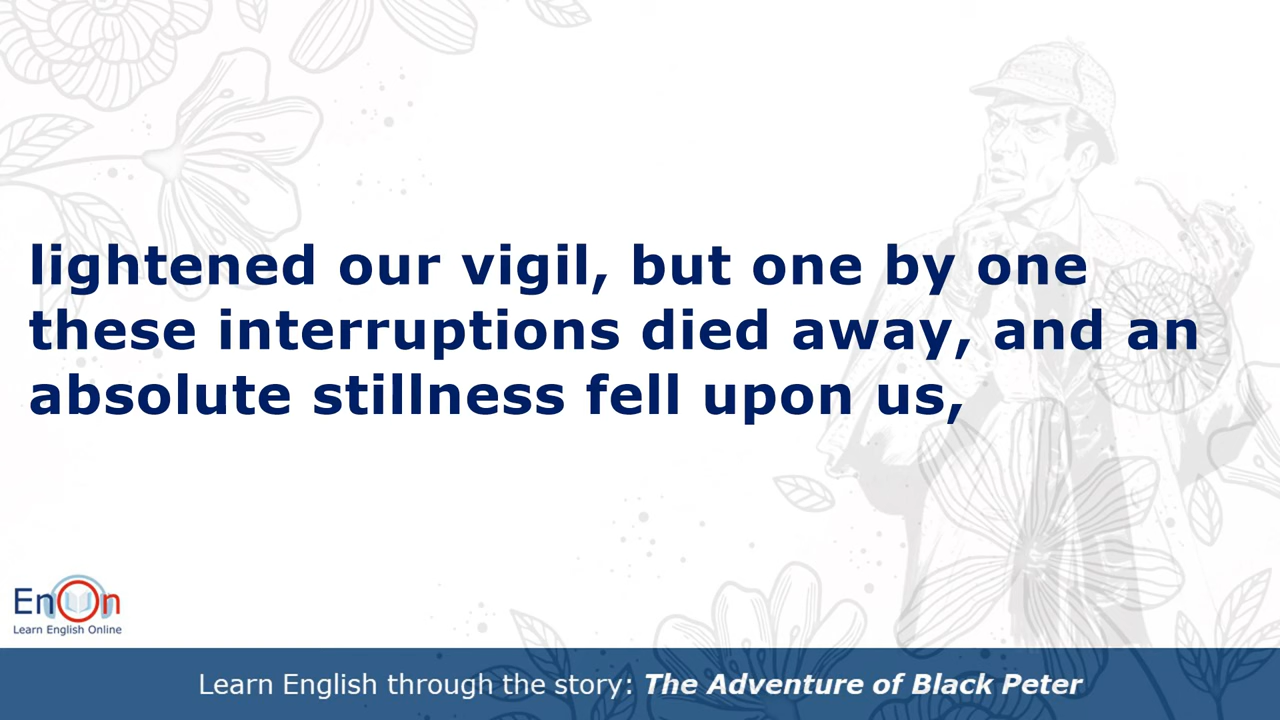 lightened our vigil, but one by one
these interruptions died away, and an
absolute stillness fell upon us,
EnOn
Learn English Online
Learn English through the story: The Adventure of Black Peter